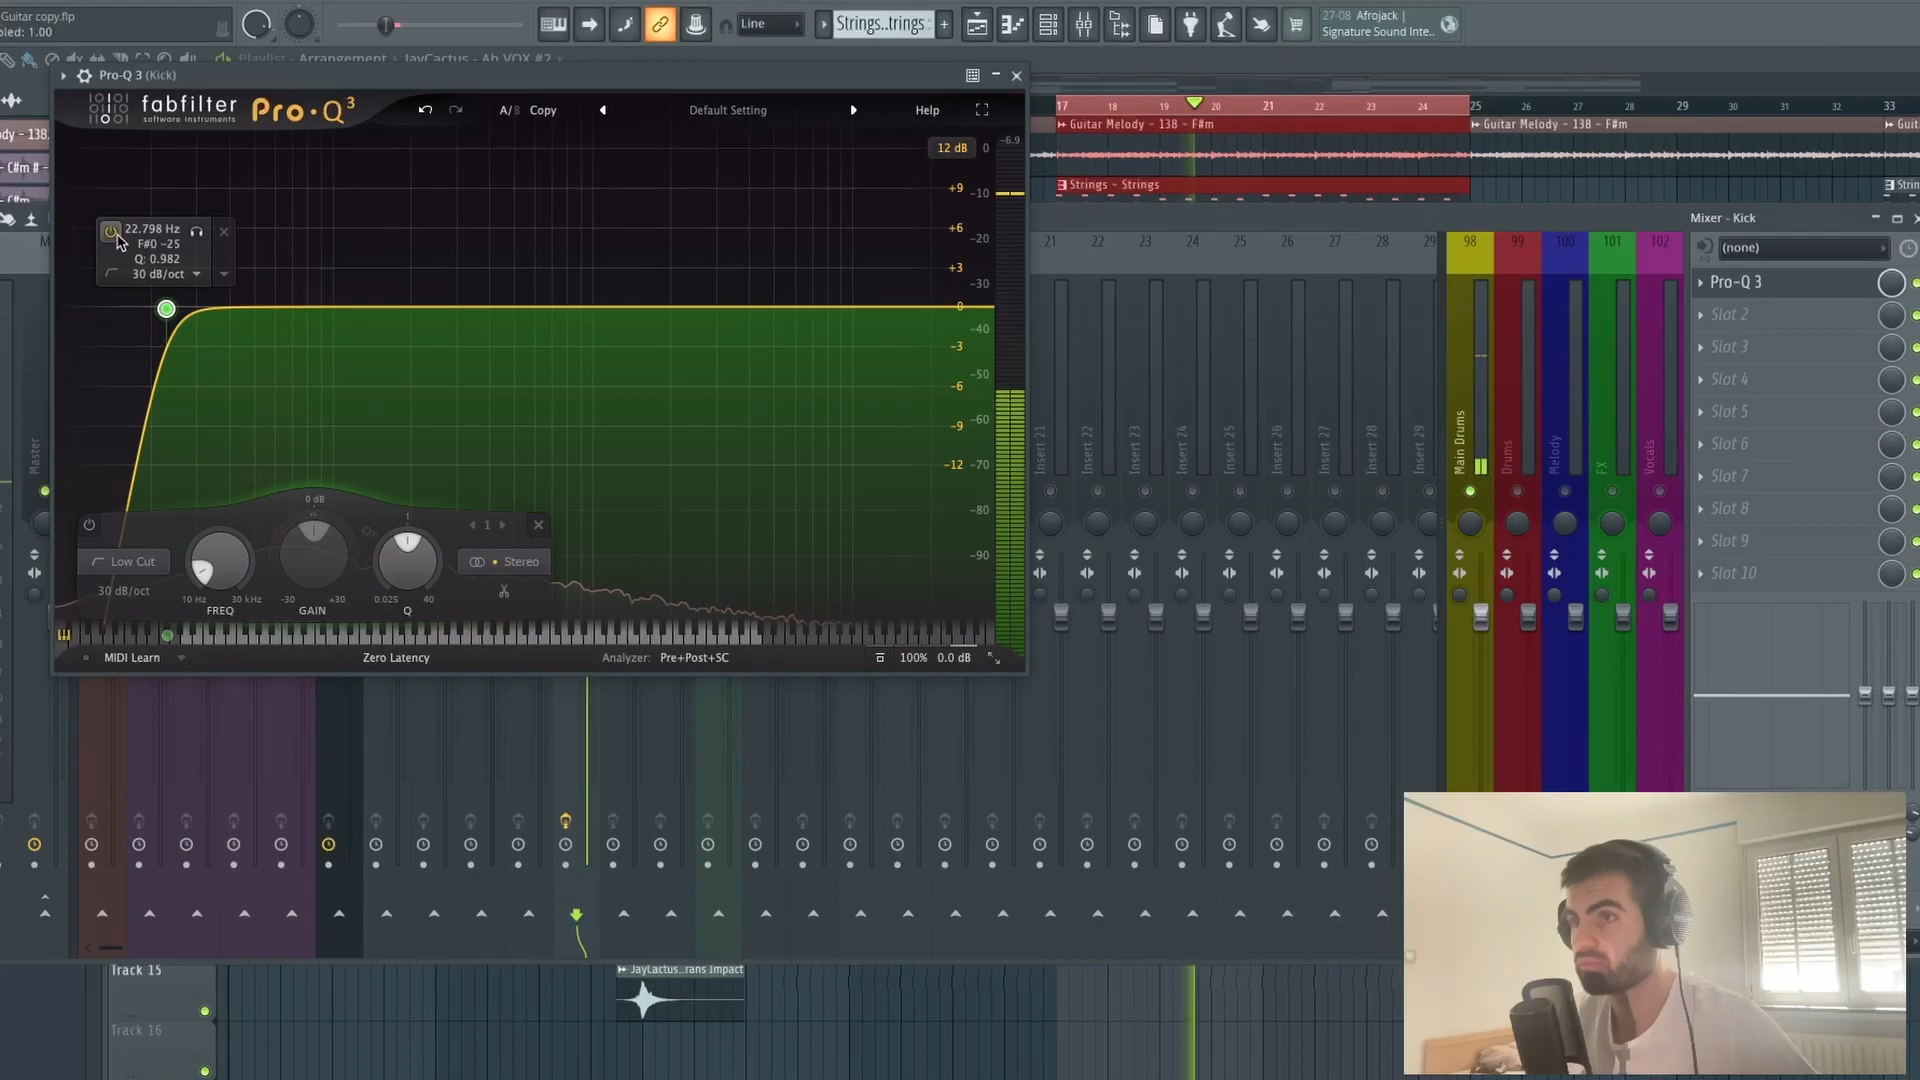 Guitar copy.flp
Line
Strings..trings
+
27-08 Afrojack |
Signature Sound Inte..
Playlist - Arrangement ▸ JayCactus - Ah VOX #2
Pro-Q 3 (Kick)
fabfilter
software instruments
Pro·Q 3
A/B
Copy
Default Setting
Help
12 dB
0
-6.9
+9
-10
+6
-20
+3
-30
0
-40
-3
-50
-6
-60
-9
-12
-70
-80
-90
22.798 Hz
F#0 -25
Q: 0.982
30 dB/oct
0 dB
1
1
Low Cut
Stereo
30 dB/oct
10 Hz
30 kHz
FREQ
-30
+30
GAIN
0.025
40
Q
MIDI Learn
Zero Latency
Analyzer:
Pre+Post+SC
100%
0.0 dB
17
18
19
20
21
22
23
24
25
26
27
28
29
30
31
32
33
Guitar Melody - 138 - F#m
Guitar Melody - 138 - F#m
Guit
Strings - Strings
Strin
ody - 138.
- C#m # -
- C#m
Mixer - Kick
21
22
23
24
25
26
27
28
29
98
99
100
101
102
(none)
Pro-Q 3
Slot 2
Slot 3
Slot 4
Slot 5
Slot 6
Slot 7
Slot 8
Slot 9
Slot 10
Master
Insert 21
Insert 22
Insert 23
Insert 24
Insert 25
Insert 26
Insert 27
Insert 28
Insert 29
Main Drums
Drums
Melody
FX
Vocals
Track 15
JayCactus..rans Impact
Track 16